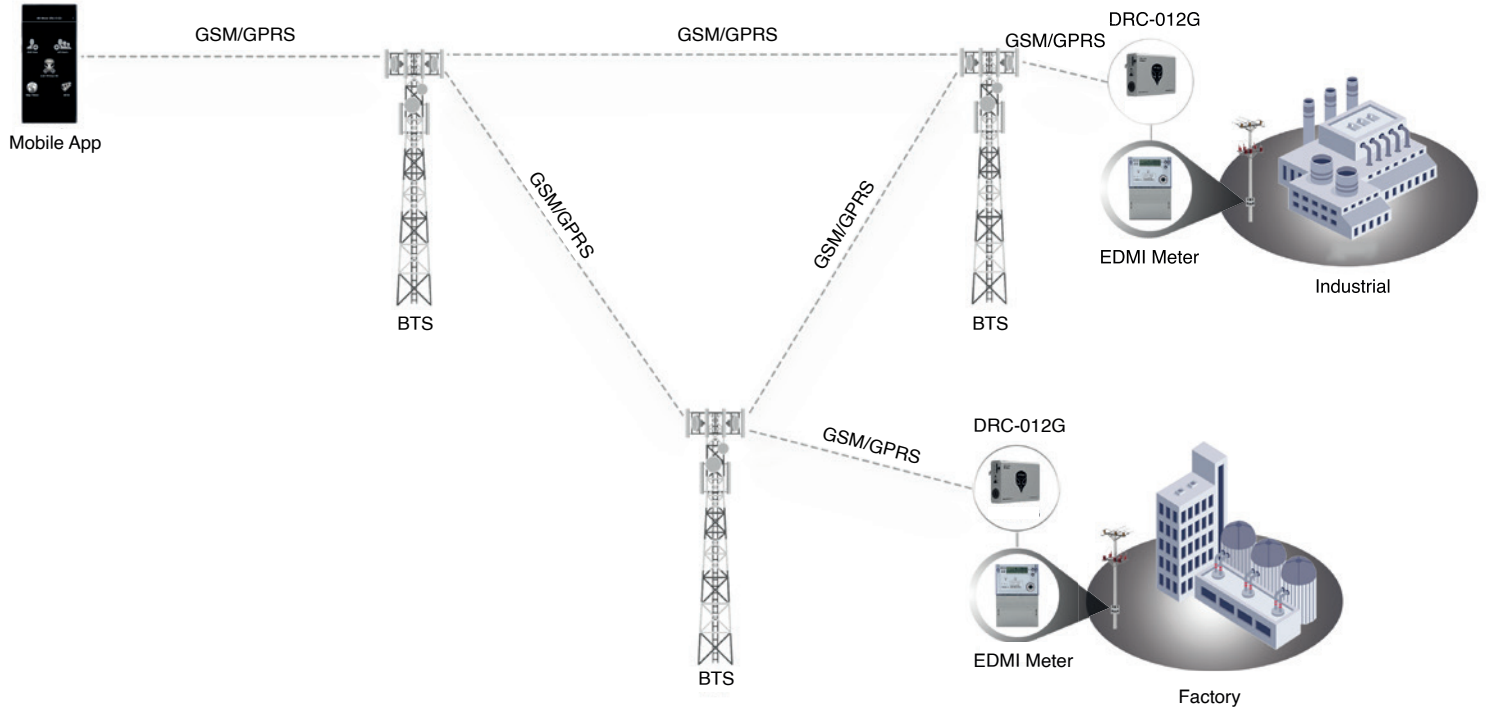 GSM/GPRS
GSM/GPRS
GSM/GPRS
DRC-012G
Mobile App
GSM/GPRS
GSM/GPRS
EDMI Meter
Industrial
BTS
BTS
GSM/GPRS
DRC-012G
EDMI Meter
BTS
Factory